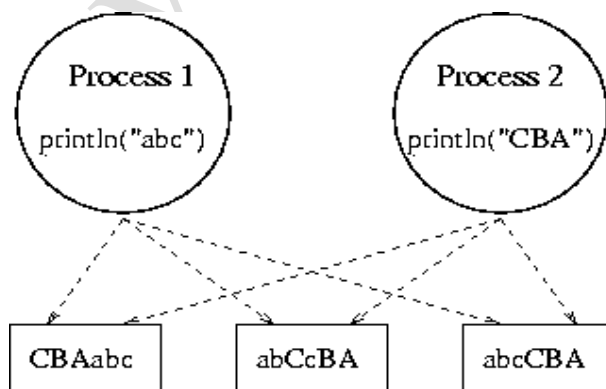 Process 1
println("abc")
Process 2
println("CBA")
CBAabc
abCcBA
abcCBA